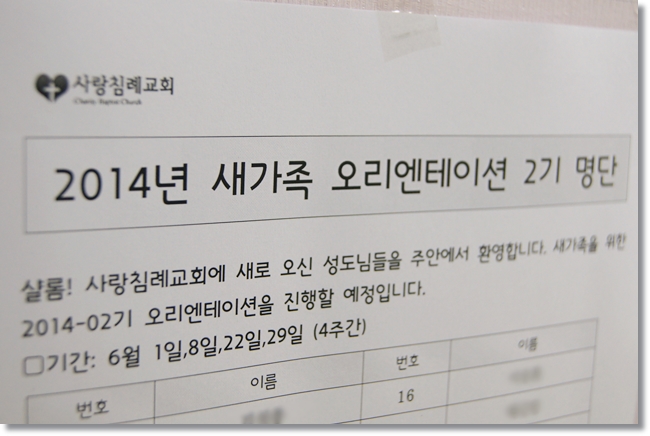 사랑침례교회
Charity Baptist Church
2014년 새가족 오리엔테이션 2기 명단
샬롬! 사랑침례교회에 새로 오신 성도님들을 주안에서 환영합니다. 새가족을 위한
2014-02기 오리엔테이션을 진행할 예정입니다.
□기간: 6월 1일,8일,22일,29일 (4주간)
번호 이름 번호 이름
16